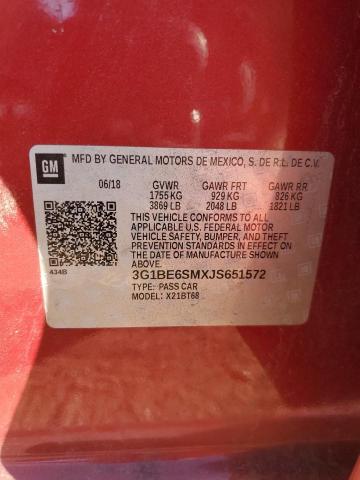 GM
MFD BY GENERAL MOTORS DE MEXICO, S. DE R.L. DE C.V.
06/18 GVWR GAWR FRT GAWR RR
1755 KG 929 KG 826 KG
3869 LB 2048 LB 1821 LB
THIS VEHICLE CONFORMS TO ALL
APPLICABLE U.S. FEDERAL MOTOR
VEHICLE SAFETY, BUMPER, AND THEFT
PREVENTION STANDARDS IN EFFECT ON
THE DATE OF MANUFACTURE SHOWN
ABOVE.
434B
3G1BE6SMXJS651572
TYPE: PASS CAR
MODEL: X21BT68